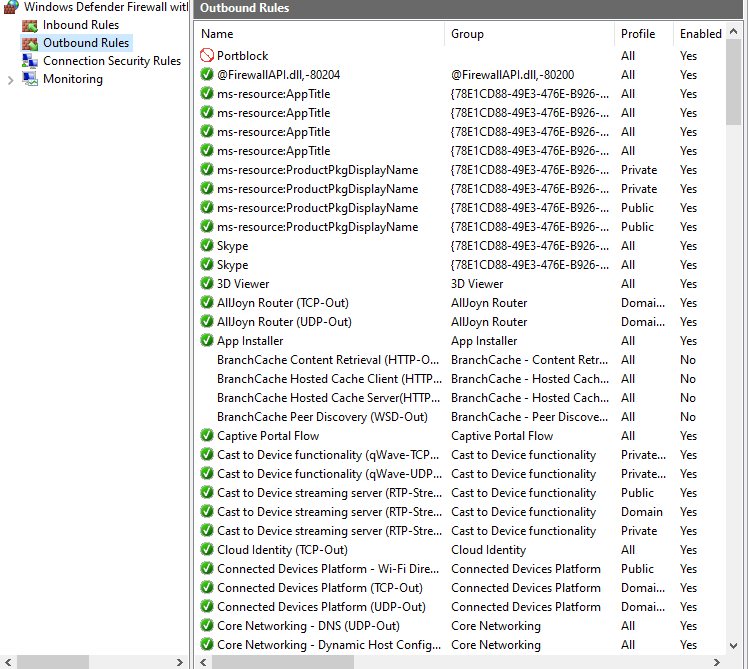 Windows Defender Firewall with
Inbound Rules
Outbound Rules
Connection Security Rules
Monitoring
Outbound Rules
Name Group Profile Enabled
Portblock All Yes
@FirewallAPI.dll,-80204 @FirewallAPI.dll,-80200 All Yes
ms-resource:AppTitle {78E1CD88-49E3-476E-B926-... All Yes
ms-resource:AppTitle {78E1CD88-49E3-476E-B926-... All Yes
ms-resource:AppTitle {78E1CD88-49E3-476E-B926-... All Yes
ms-resource:AppTitle {78E1CD88-49E3-476E-B926-... All Yes
ms-resource:ProductPkgDisplayName {78E1CD88-49E3-476E-B926-... Private Yes
ms-resource:ProductPkgDisplayName {78E1CD88-49E3-476E-B926-... Private Yes
ms-resource:ProductPkgDisplayName {78E1CD88-49E3-476E-B926-... Public Yes
ms-resource:ProductPkgDisplayName {78E1CD88-49E3-476E-B926-... Public Yes
Skype {78E1CD88-49E3-476E-B926-... All Yes
Skype {78E1CD88-49E3-476E-B926-... All Yes
3D Viewer 3D Viewer All Yes
AllJoyn Router (TCP-Out) AllJoyn Router Domai... Yes
AllJoyn Router (UDP-Out) AllJoyn Router Domai... Yes
App Installer App Installer All Yes
BranchCache Content Retrieval (HTTP-O... BranchCache - Content Retr... All No
BranchCache Hosted Cache Client (HTTP... BranchCache - Hosted Cach... All No
BranchCache Hosted Cache Server(HTTP... BranchCache - Hosted Cach... All No
BranchCache Peer Discovery (WSD-Out) BranchCache - Peer Discove... All No
Captive Portal Flow Captive Portal Flow All Yes
Cast to Device functionality (qWave-TCP... Cast to Device functionality Private... Yes
Cast to Device functionality (qWave-UDP... Cast to Device functionality Private... Yes
Cast to Device streaming server (RTP-Stre... Cast to Device functionality Public Yes
Cast to Device streaming server (RTP-Stre... Cast to Device functionality Domain Yes
Cast to Device streaming server (RTP-Stre... Cast to Device functionality Private Yes
Cloud Identity (TCP-Out) Cloud Identity All Yes
Connected Devices Platform - Wi-Fi Dire... Connected Devices Platform Public Yes
Connected Devices Platform (TCP-Out) Connected Devices Platform Domai... Yes
Connected Devices Platform (UDP-Out) Connected Devices Platform Domai... Yes
Core Networking - DNS (UDP-Out) Core Networking All Yes
Core Networking - Dynamic Host Config... Core Networking All Yes